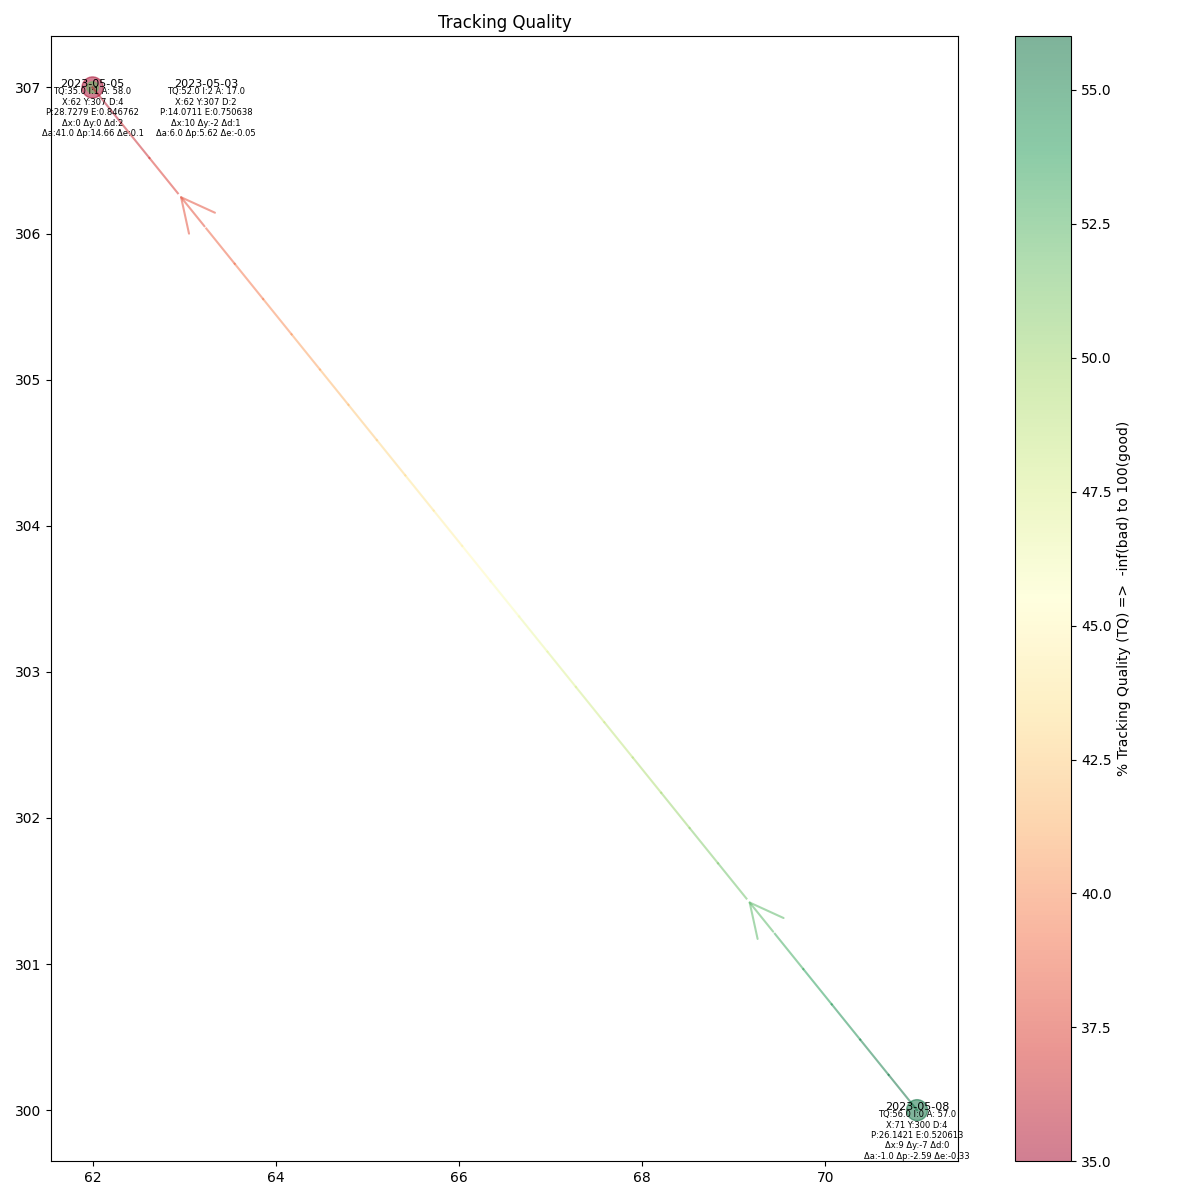 Tracking Quality
307
306
305
304
303
302
301
300
62
64
66
68
70
2023-05-05
TQ:35.0 I:1 A: 58.0
X:62 Y:307 D:4
P:28.7279 E:0.846762
Δx:0 Δy:0 Δd:2
Δa:41.0 Δp:14.66 Δe:0.1
2023-05-03
TQ:52.0 I:2 A: 17.0
X:62 Y:307 D:2
P:14.0711 E:0.750638
Δx:10 Δy:-2 Δd:1
Δa:6.0 Δp:5.62 Δe:-0.05
2023-05-08
TQ:56.0 I:0 A: 57.0
X:71 Y:300 D:4
P:26.1421 E:0.520613
Δx:9 Δy:-7 Δd:0
Δa:-1.0 Δp:-2.59 Δe:-0.33
55.0
52.5
50.0
47.5
45.0
42.5
40.0
37.5
35.0
% Tracking Quality (TQ) => -inf(bad) to 100(good)